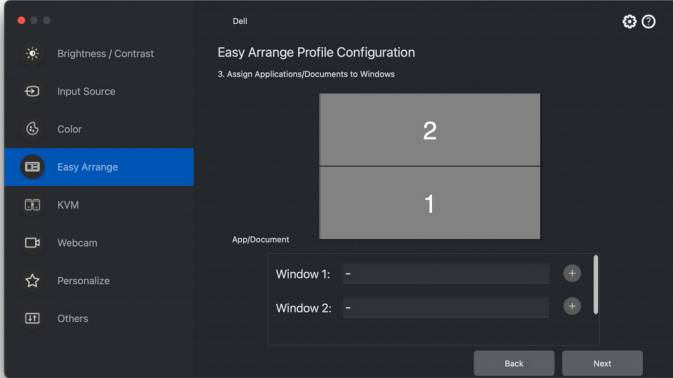 Dell
Brightness / Contrast
Input Source
Color
Easy Arrange
KVM
Webcam
Personalize
Others
Easy Arrange Profile Configuration
3. Assign Applications/Documents to Windows
2
1
App/Document
Window 1: -
Window 2: -
Back
Next